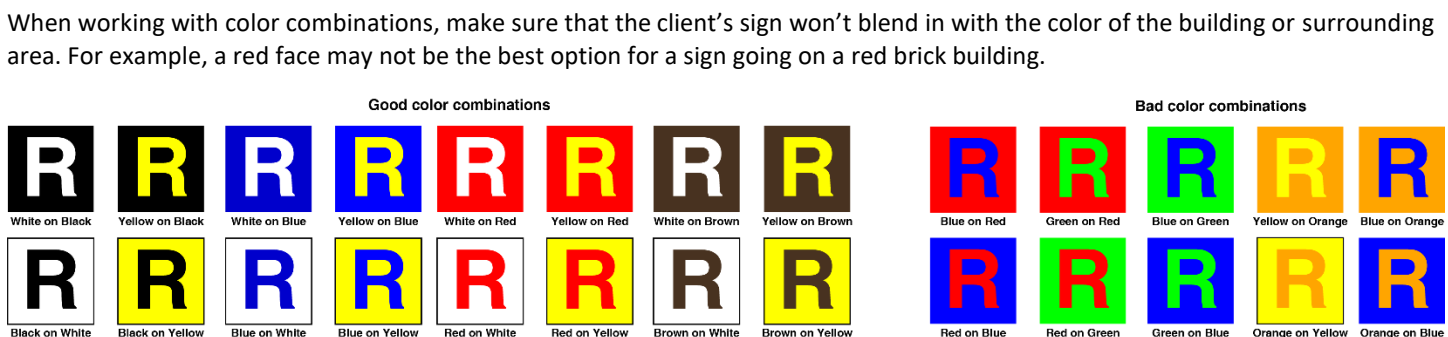 When working with color combinations, make sure that the client’s sign won’t blend in with the color of the building or surrounding
area. For example, a red face may not be the best option for a sign going on a red brick building.
Good color combinations
Bad color combinations
R R R R R R R R R R R R R
White on Black Yellow on Black White on Blue Yellow on Blue White on Red Yellow on Red White on Brown Yellow on Brown Blue on Red Green on Red Blue on Green Yellow on Orange Blue on Orange
R R R R R R R R R R R R R
Black on White Black on Yellow Blue on White Blue on Yellow Red on White Red on Yellow Brown on White Brown on Yellow Red on Blue Red on Green Green on Blue Orange on Yellow Orange on Blue